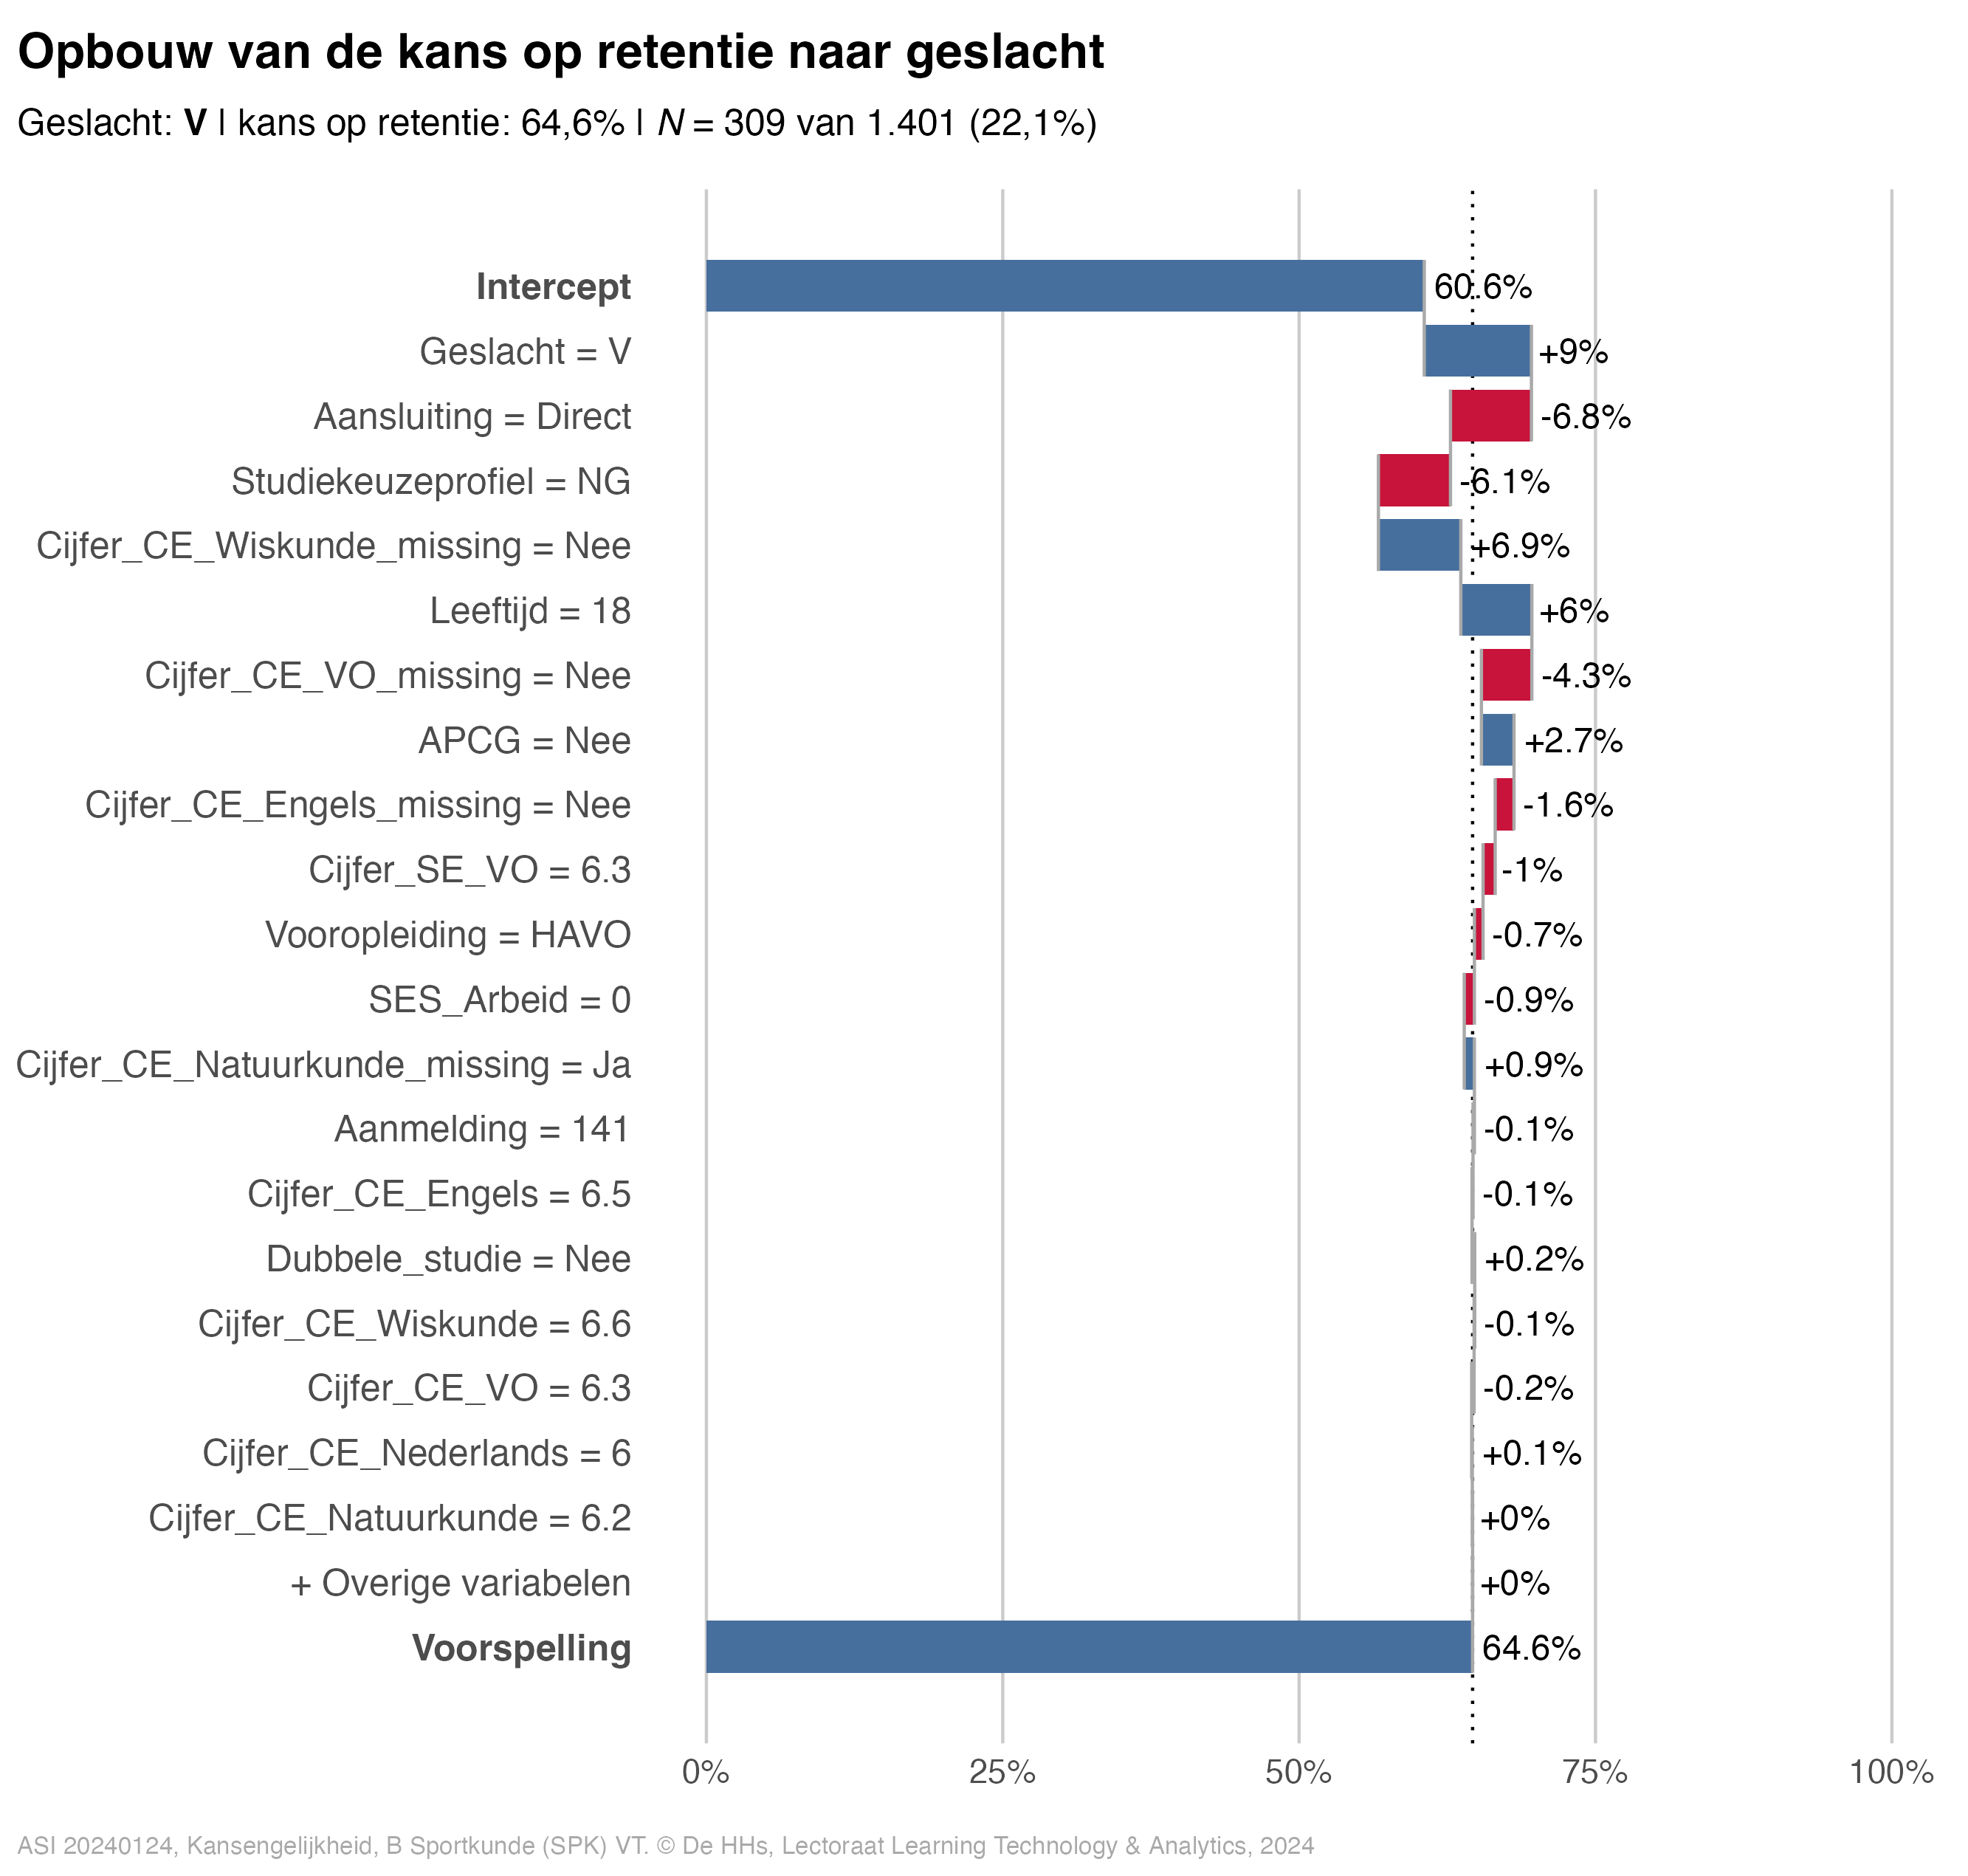 Opbouw van de kans op retentie naar geslacht
Geslacht: V | kans op retentie: 64,6% | N = 309 van 1.401 (22,1%)
Intercept 60.6%
Geslacht = V +9%
Aansluiting = Direct -6.8%
Studiekeuzeprofiel = NG -6.1%
Cijfer_CE_Wiskunde_missing = Nee +6.9%
Leeftijd = 18 +6%
Cijfer_CE_VO_missing = Nee -4.3%
APCG = Nee +2.7%
Cijfer_CE_Engels_missing = Nee -1.6%
Cijfer_SE_VO = 6.3 -1%
Vooropleiding = HAVO -0.7%
SES_Arbeid = 0 -0.9%
Cijfer_CE_Natuurkunde_missing = Ja +0.9%
Aanmelding = 141 -0.1%
Cijfer_CE_Engels = 6.5 -0.1%
Dubbele_studie = Nee +0.2%
Cijfer_CE_Wiskunde = 6.6 -0.1%
Cijfer_CE_VO = 6.3 -0.2%
Cijfer_CE_Nederlands = 6 +0.1%
Cijfer_CE_Natuurkunde = 6.2 +0%
+ Overige variabelen +0%
Voorspelling 64.6%
0% 25% 50% 75% 100%
ASI 20240124, Kansengelijkheid, B Sportkunde (SPK) VT. © De HHs, Lectoraat Learning Technology & Analytics, 2024